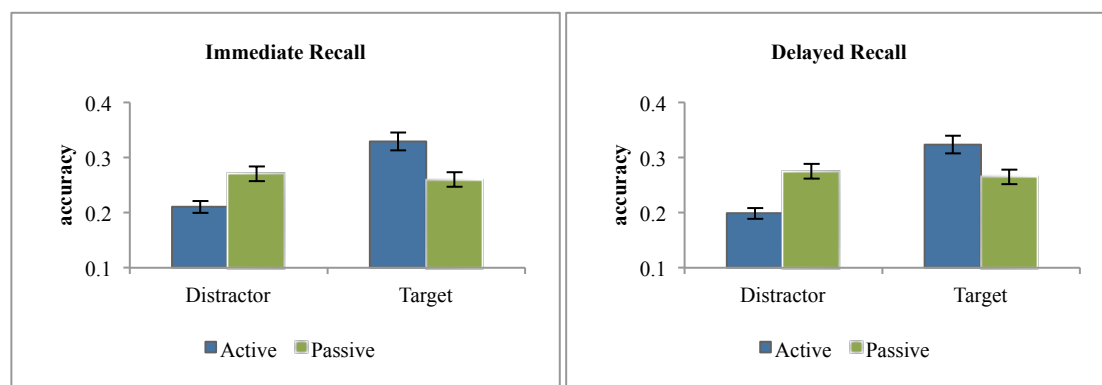 Immediate Recall
accuracy
0.4
0.3
0.2
0.1
Distractor Target
Active Passive
Delayed Recall
accuracy
0.4
0.3
0.2
0.1
Distractor Target
Active Passive